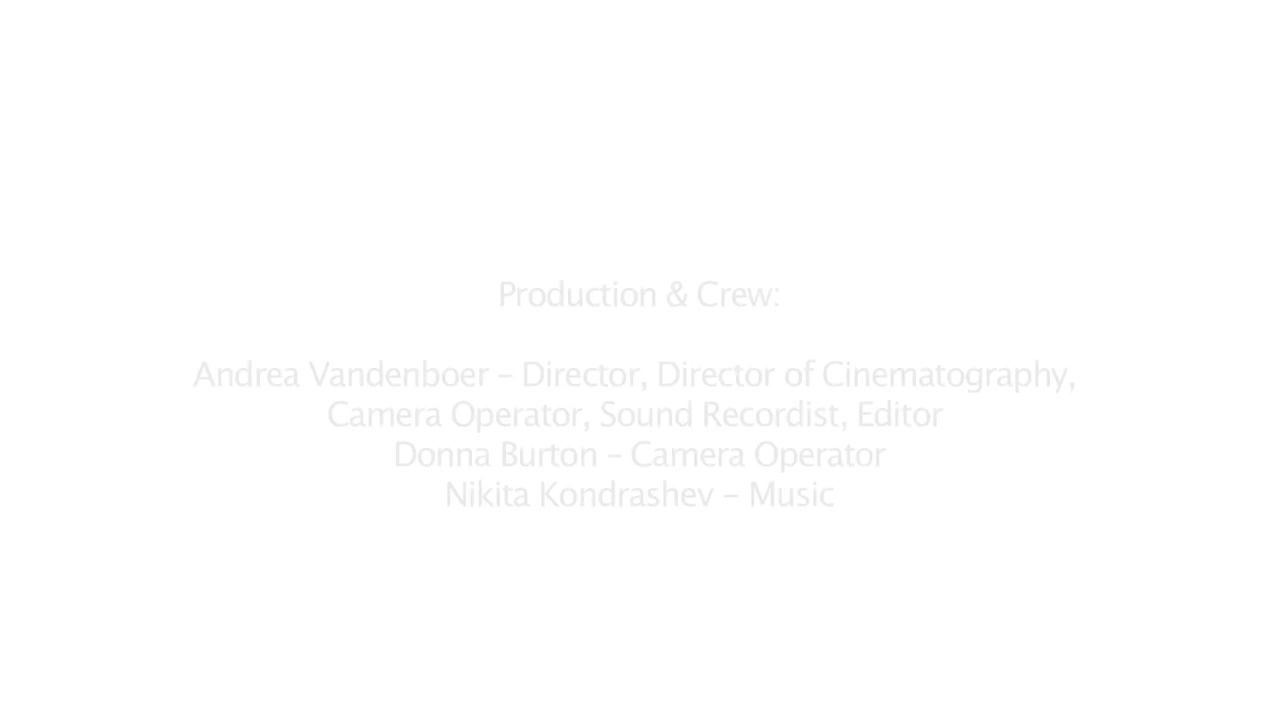 Production & Crew:
Andrea Vandenboer – Director, Director of Cinematography,
Camera Operator, Sound Recordist, Editor
Donna Burton – Camera Operator
Nikita Kondrashev – Music